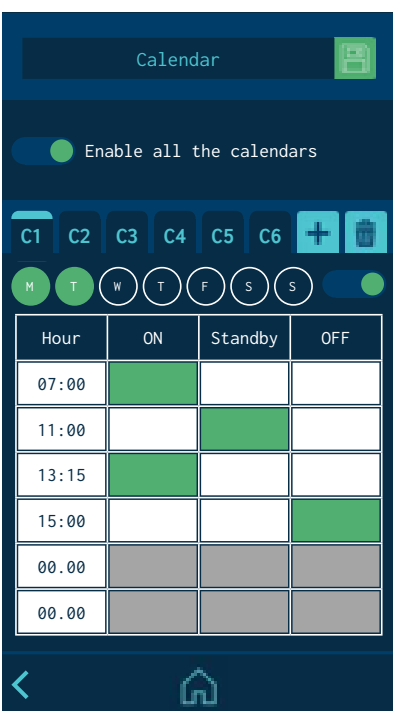 Calendar
Enable all the calendars
C1 C2 C3 C4 C5 C6
M T W T F S S
Hour ON Standby OFF
07:00
11:00
13:15
15:00
00.00
00.00